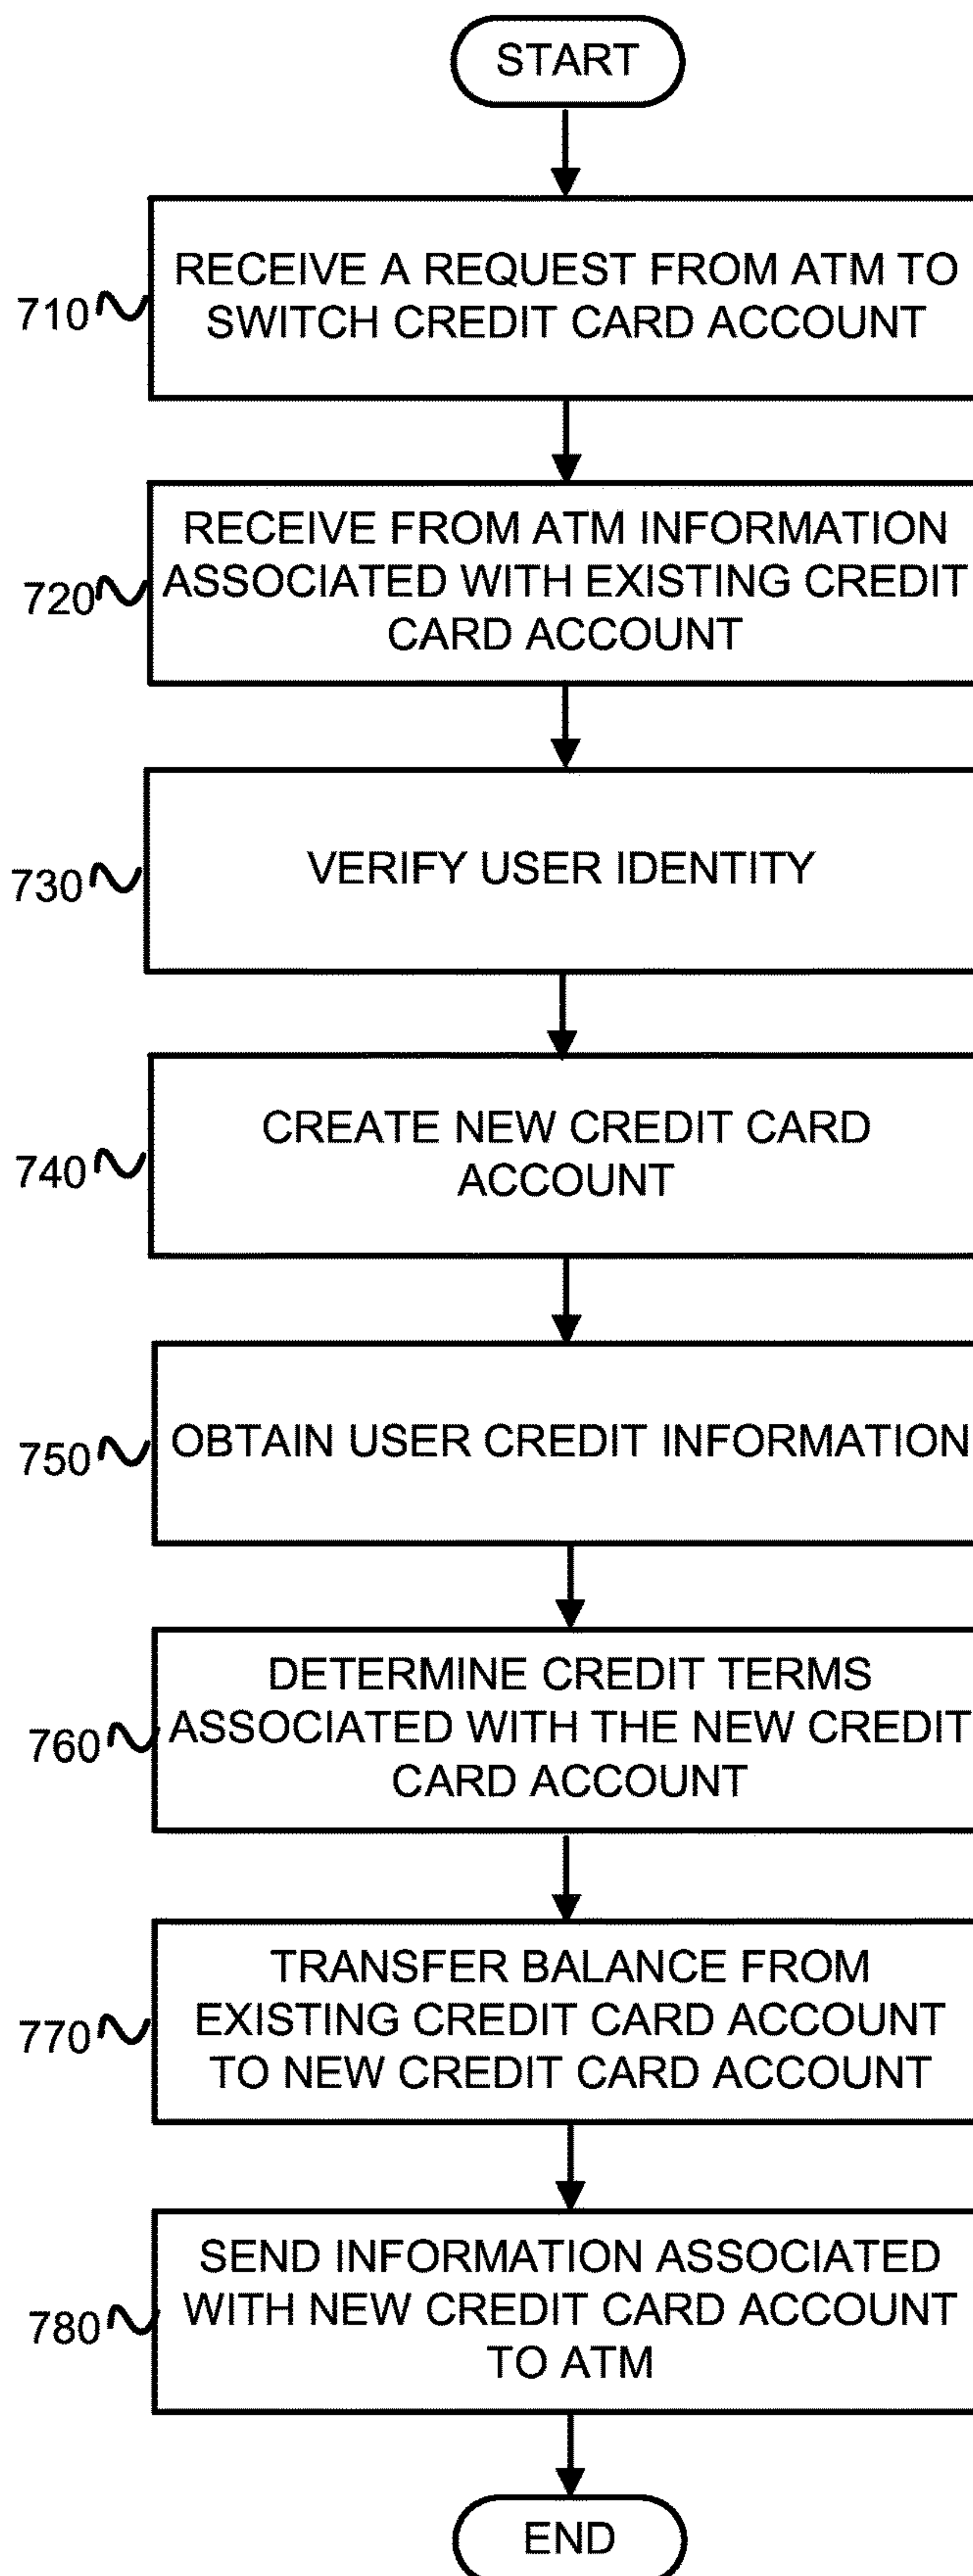 START
710
RECEIVE A REQUEST FROM ATM TO
SWITCH CREDIT CARD ACCOUNT
720
RECEIVE FROM ATM INFORMATION
ASSOCIATED WITH EXISTING CREDIT
CARD ACCOUNT
730
VERIFY USER IDENTITY
740
CREATE NEW CREDIT CARD
ACCOUNT
750
OBTAIN USER CREDIT INFORMATION
760
DETERMINE CREDIT TERMS
ASSOCIATED WITH THE NEW CREDIT
CARD ACCOUNT
770
TRANSFER BALANCE FROM
EXISTING CREDIT CARD ACCOUNT
TO NEW CREDIT CARD ACCOUNT
780
SEND INFORMATION ASSOCIATED
WITH NEW CREDIT CARD ACCOUNT
TO ATM
END